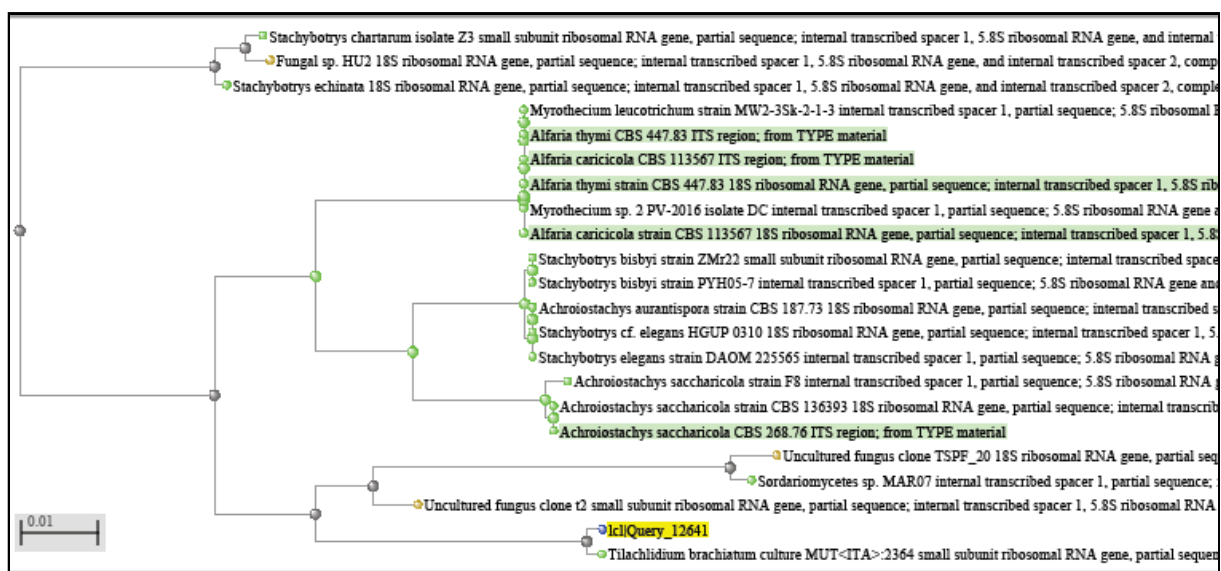 Stachybotrys chartarum isolate Z3 small subunit ribosomal RNA gene, partial sequence; internal transcribed spacer 1, 5.8S ribosomal RNA gene, and internal
Fungal sp. HU2 18S ribosomal RNA gene, partial sequence; internal transcribed spacer 1, 5.8S ribosomal RNA gene, and internal transcribed spacer 2, comp
Stachybotrys echinata 18S ribosomal RNA gene, partial sequence; internal transcribed spacer 1, 5.8S ribosomal RNA gene, and internal transcribed spacer 2, comple
Myrothecium leucotrichum strain MW2-3Sk-2-1-3 internal transcribed spacer 1, partial sequence; 5.8S ribosomal
Alfaria thymi CBS 447.83 ITS region; from TYPE material
Alfaria caricicola CBS 113567 ITS region; from TYPE material
Alfaria thymi strain CBS 447.83 18S ribosomal RNA gene, partial sequence; internal transcribed spacer 1, 5.8S rib
Myrothecium sp. 2 PV-2016 isolate DC internal transcribed spacer 1, partial sequence; 5.8S ribosomal RNA gene a
Alfaria caricicola strain CBS 113567 18S ribosomal RNA gene, partial sequence; internal transcribed spacer 1, 5.8
Stachybotrys bisbyi strain ZMr22 small subunit ribosomal RNA gene, partial sequence; internal transcribed space
Stachybotrys bisbyi strain PYH05-7 internal transcribed spacer 1, partial sequence; 5.8S ribosomal RNA gene and
Achroiostachys aurantispora strain CBS 187.73 18S ribosomal RNA gene, partial sequence; internal transcribed s
Stachybotrys cf. elegans HGUP 0310 18S ribosomal RNA gene, partial sequence; internal transcribed spacer 1, 5.
Stachybotrys elegans strain DAOM 225565 internal transcribed spacer 1, partial sequence; 5.8S ribosomal RNA g
Achroiostachys saccharicola strain F8 internal transcribed spacer 1, partial sequence; 5.8S ribosomal RNA
Achroiostachys saccharicola strain CBS 136393 18S ribosomal RNA gene, partial sequence; internal transcrib
Achroiostachys saccharicola CBS 268.76 ITS region; from TYPE material
Uncultured fungus clone TSPF_20 18S ribosomal RNA gene, partial seq
Sordariomycetes sp. MAR07 internal transcribed spacer 1, partial sequence;
Uncultured fungus clone t2 small subunit ribosomal RNA gene, partial sequence; internal transcribed spacer 1, 5.8S ribosomal RNA
0.01
lcl|Query_12641
Tilachlidium brachiatum culture MUT<ITA>:2364 small subunit ribosomal RNA gene, partial sequen